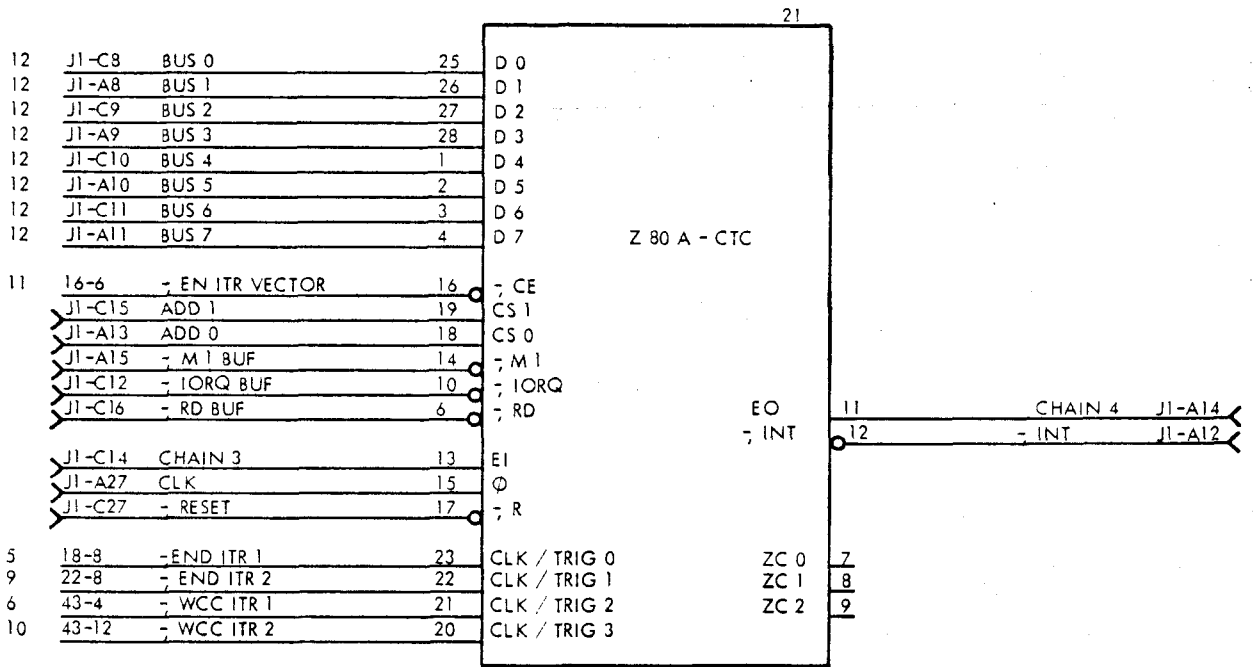 21
12 J1-C8 BUS 0 25 D 0
12 J1-A8 BUS 1 26 D 1
12 J1-C9 BUS 2 27 D 2
12 J1-A9 BUS 3 28 D 3
12 J1-C10 BUS 4 1 D 4
12 J1-A10 BUS 5 2 D 5
12 J1-C11 BUS 6 3 D 6
12 J1-A11 BUS 7 4 D 7
Z 80 A - CTC
11 16-6 -, EN ITR VECTOR 16 -, CE
J1-C15 ADD 1 19 CS 1
J1-A13 ADD 0 18 CS 0
J1-A15 -, M 1 BUF 14 -, M 1
J1-C12 -, IORQ BUF 10 -, IORQ
J1-C16 -, RD BUF 6 -, RD
EO 11 CHAIN 4 J1-A14
-, INT 12 -, INT J1-A12
J1-C14 CHAIN 3 13 EI
J1-A27 CLK 15 Φ
J1-C27 -, RESET 17 -, R
5 18-8 -, END ITR 1 23 CLK / TRIG 0 ZC 0 7
9 22-8 -, END ITR 2 22 CLK / TRIG 1 ZC 1 8
6 43-4 -, WCC ITR 1 21 CLK / TRIG 2 ZC 2 9
10 43-12 -, WCC ITR 2 20 CLK / TRIG 3